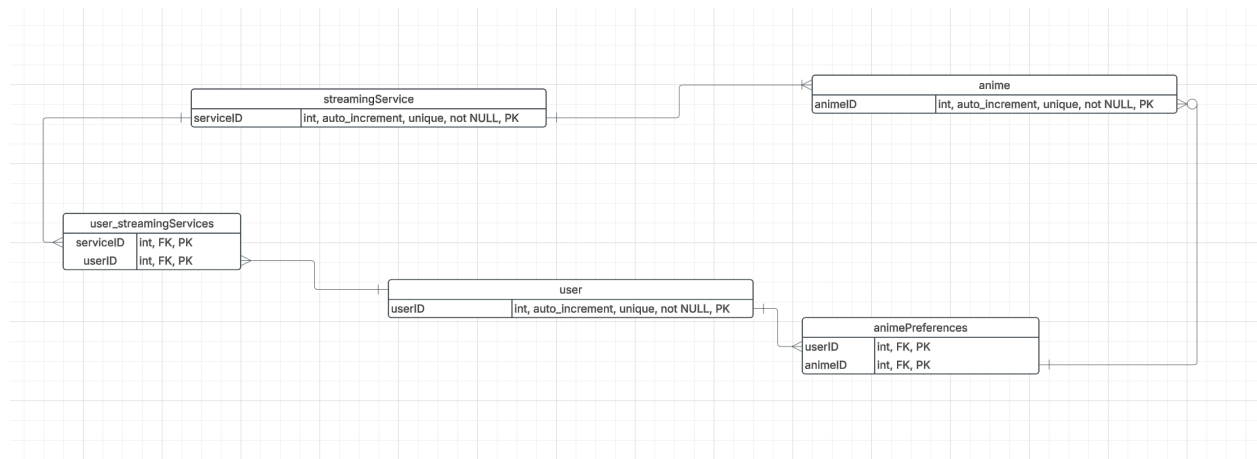 streamingService
serviceID int, auto_increment, unique, not NULL, PK
anime
animeID int, auto_increment, unique, not NULL, PK
user_streamingServices
serviceID int, FK, PK
userID int, FK, PK
user
userID int, auto_increment, unique, not NULL, PK
animePreferences
userID int, FK, PK
animeID int, FK, PK